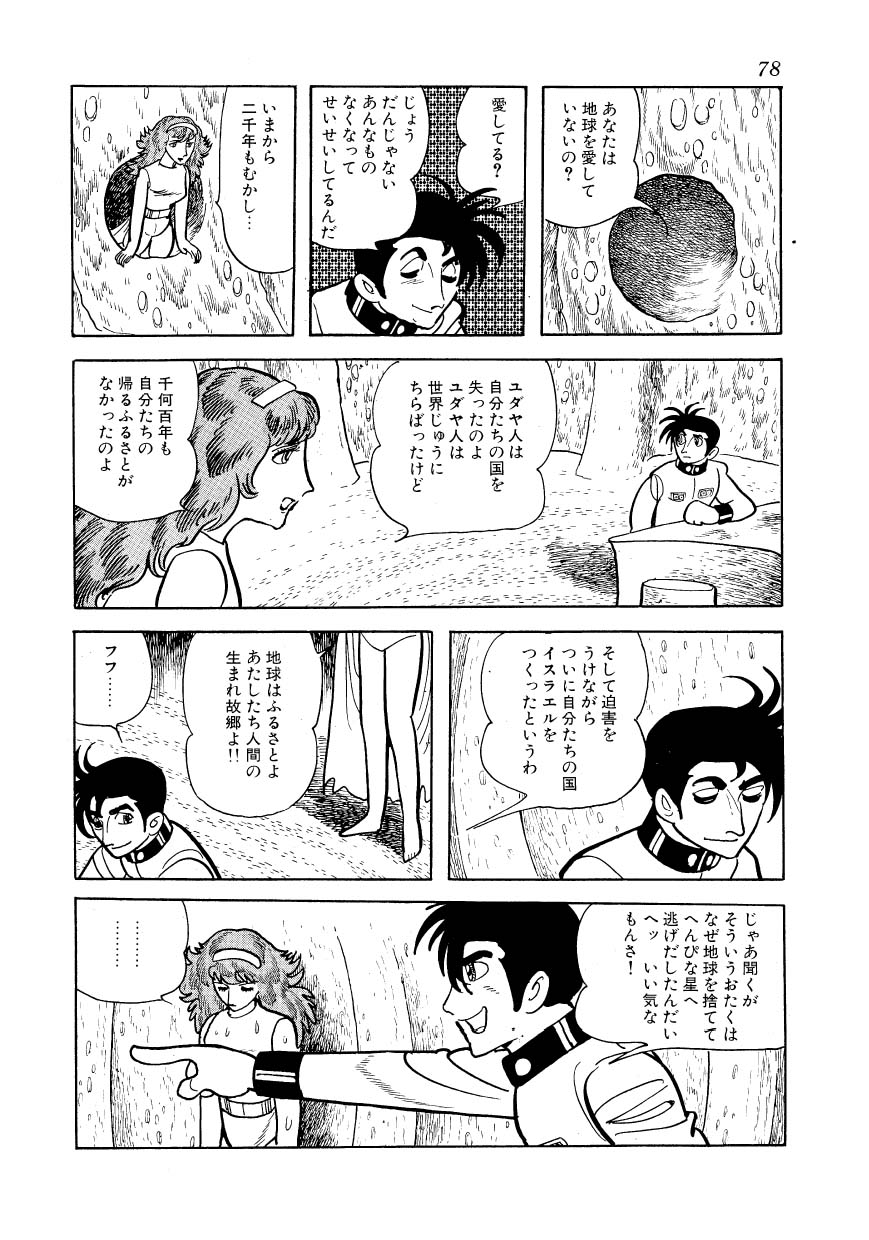 78
あなたは
地球を愛して
いないの？
愛してる？
じょう
だんじゃない
あんなもの
なくなって
せいせいしてるんだ
いまから
二千年もむかし…
ユダヤ人は
自分たちの国を
失ったのよ
ユダヤ人は
世界じゅうに
ちらばったけど
千何百年も
自分たちの
帰るふるさとが
なかったのよ
そして迫害を
うけながら
ついに自分たちの国
イスラエルを
つくったというわ
地球はふるさとよ
あたしたち人間の
生まれ故郷よ!!
フフ……
じゃあ聞くが
そういうおたくは
なぜ地球を捨てて
へんぴな星へ
逃げだしたんだい
ヘッ いい気な
もんさ！
………
………